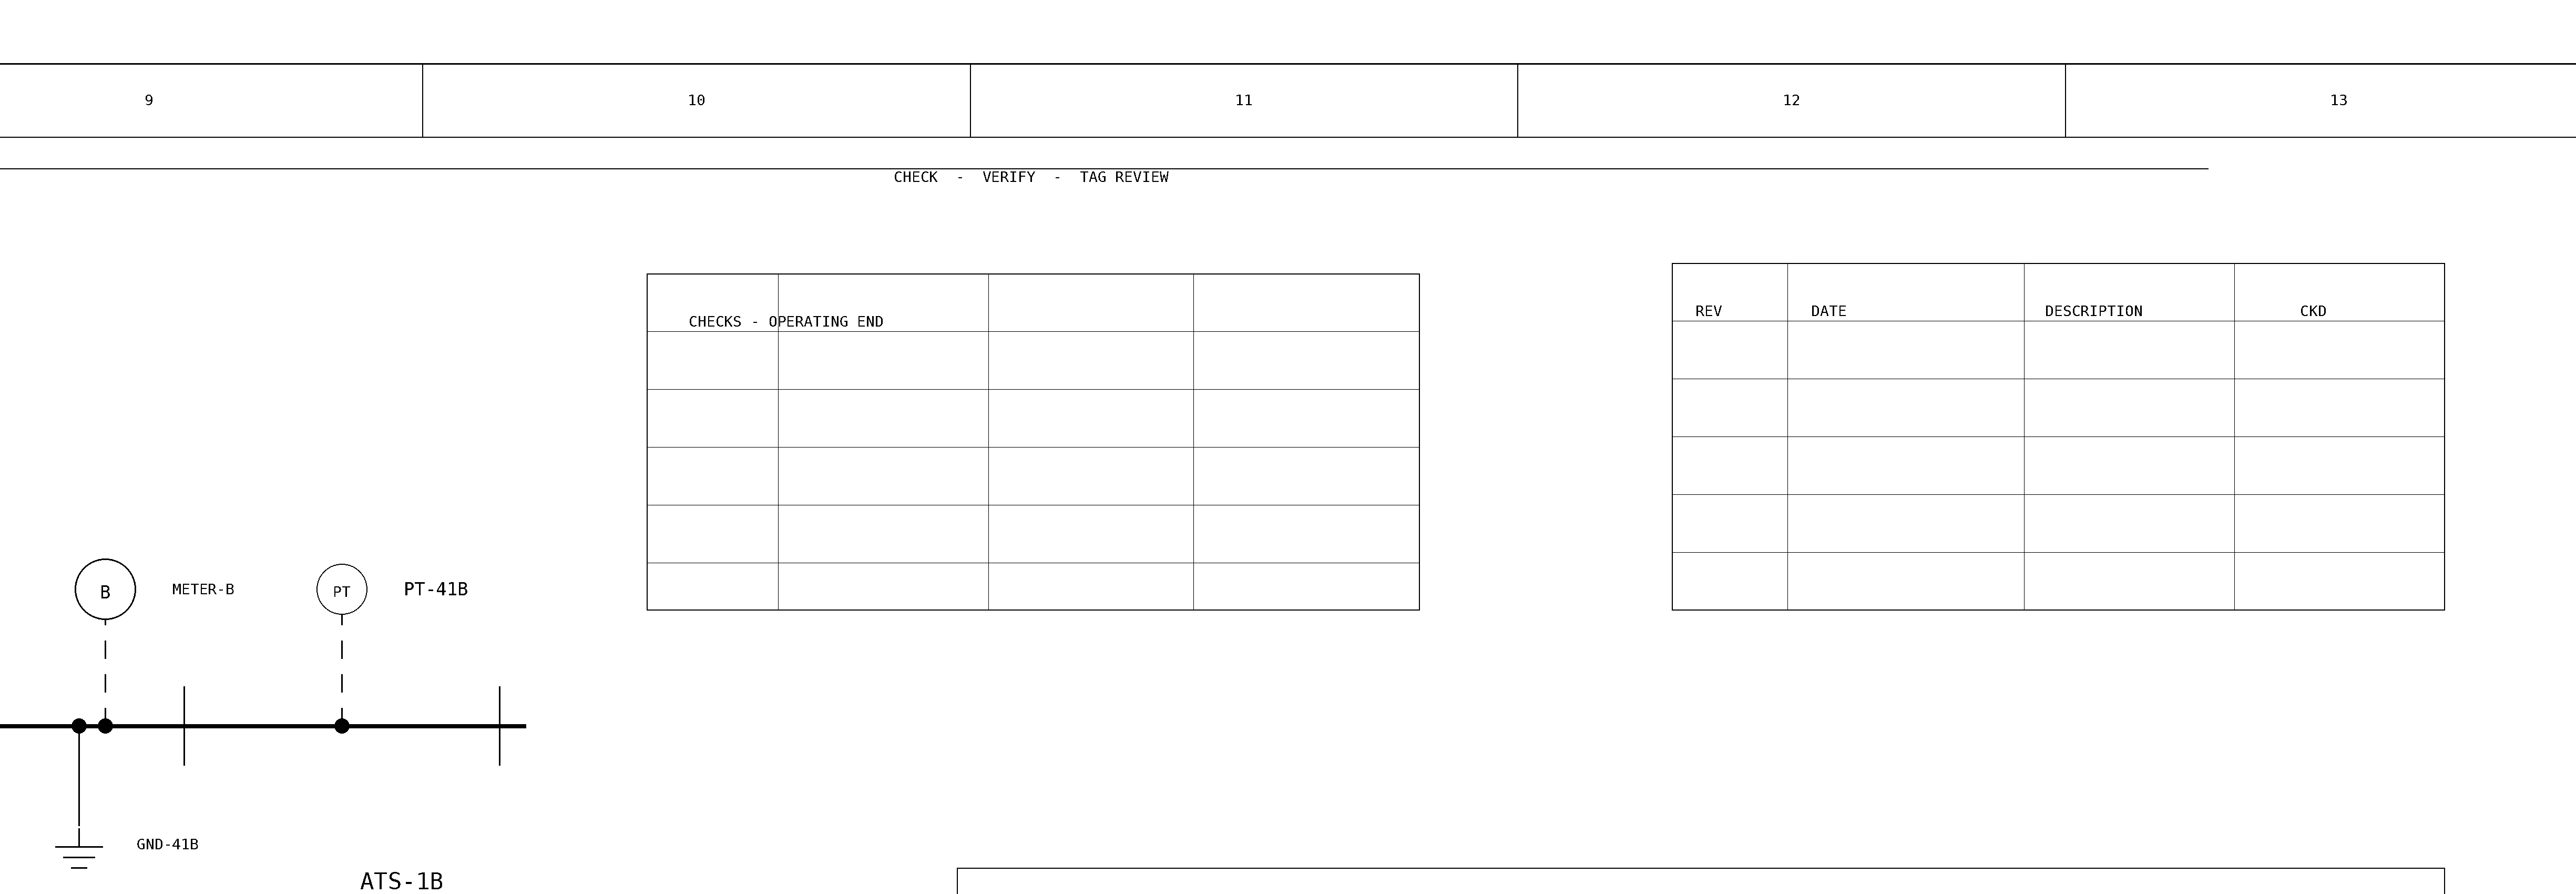 9 10 11 12 13
CHECK - VERIFY - TAG REVIEW
REV DATE DESCRIPTION CKD
CHECKS - OPERATING END
B METER-B PT PT-41B
GND-41B
ATS-1B